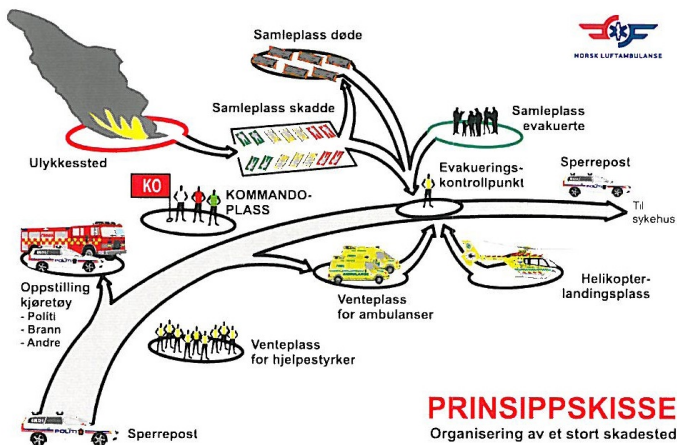 Samleplass døde
NORSK LUFTAMBULANSE
Samleplass skadde
Samleplass
evakuerte
Ulykkessted
Evakuerings-
kontrollpunkt
Sperrepost
KO
KOMMANDO-
PLASS
Til
sykehus
Oppstilling
kjøretøy
- Politi
- Brann
- Andre
Venteplass
for ambulanser
Helikopter-
landingsplass
Venteplass
for hjelpestyrker
POLITI
Sperrepost
PRINSIPPSKISSE
Organisering av et stort skadested